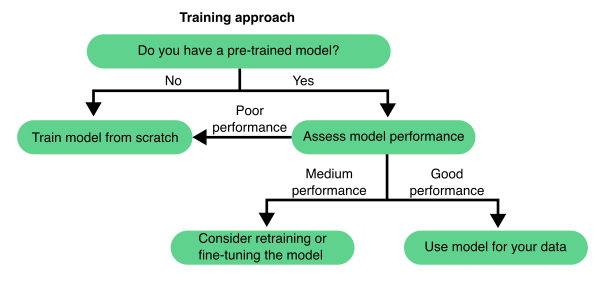 Training approach
Do you have a pre-trained model?
No
Yes
Poor
performance
Train model from scratch
Assess model performance
Medium
performance
Good
performance
Consider retraining or
fine-tuning the model
Use model for your data